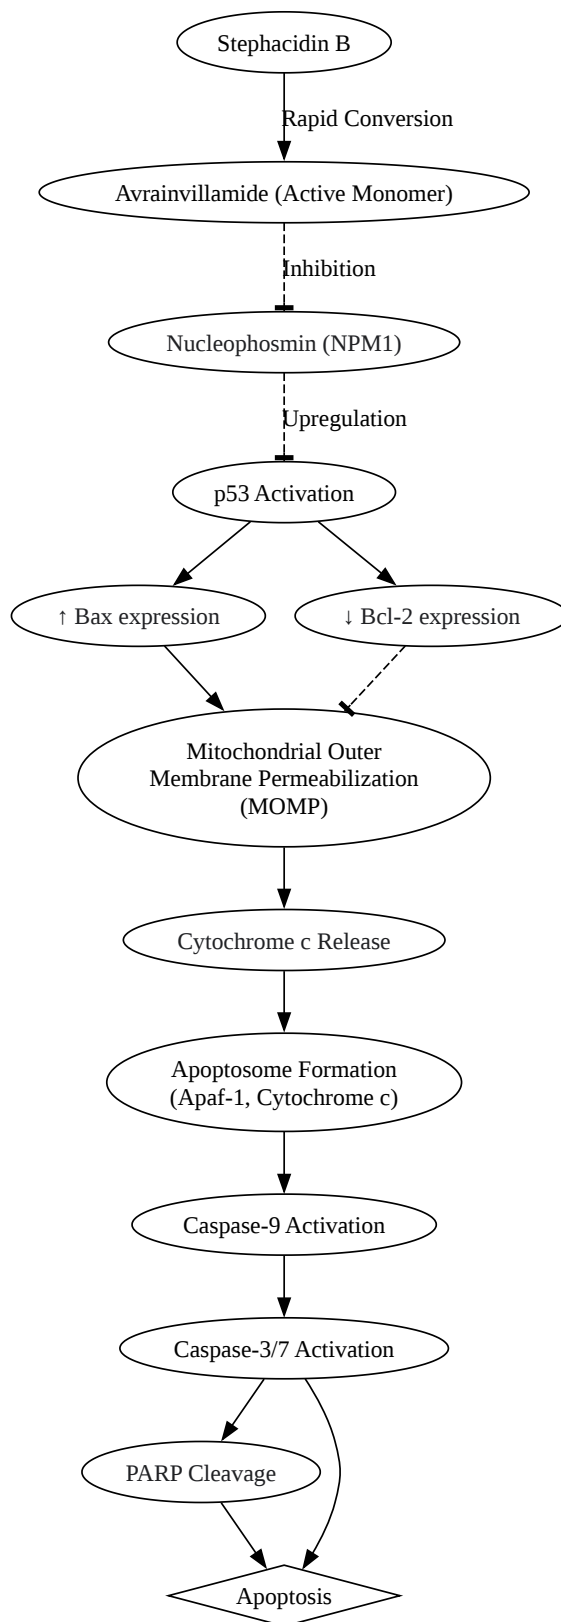 Stephacidin B
Rapid Conversion
Avrainvillamide (Active Monomer)
Inhibition
Nucleophosmin (NPM1)
Upregulation
p53 Activation
↑ Bax expression
↓ Bcl-2 expression
Mitochondrial Outer
Membrane Permeabilization
(MOMP)
Cytochrome c Release
Apoptosome Formation
(Apaf-1, Cytochrome c)
Caspase-9 Activation
Caspase-3/7 Activation
PARP Cleavage
Apoptosis